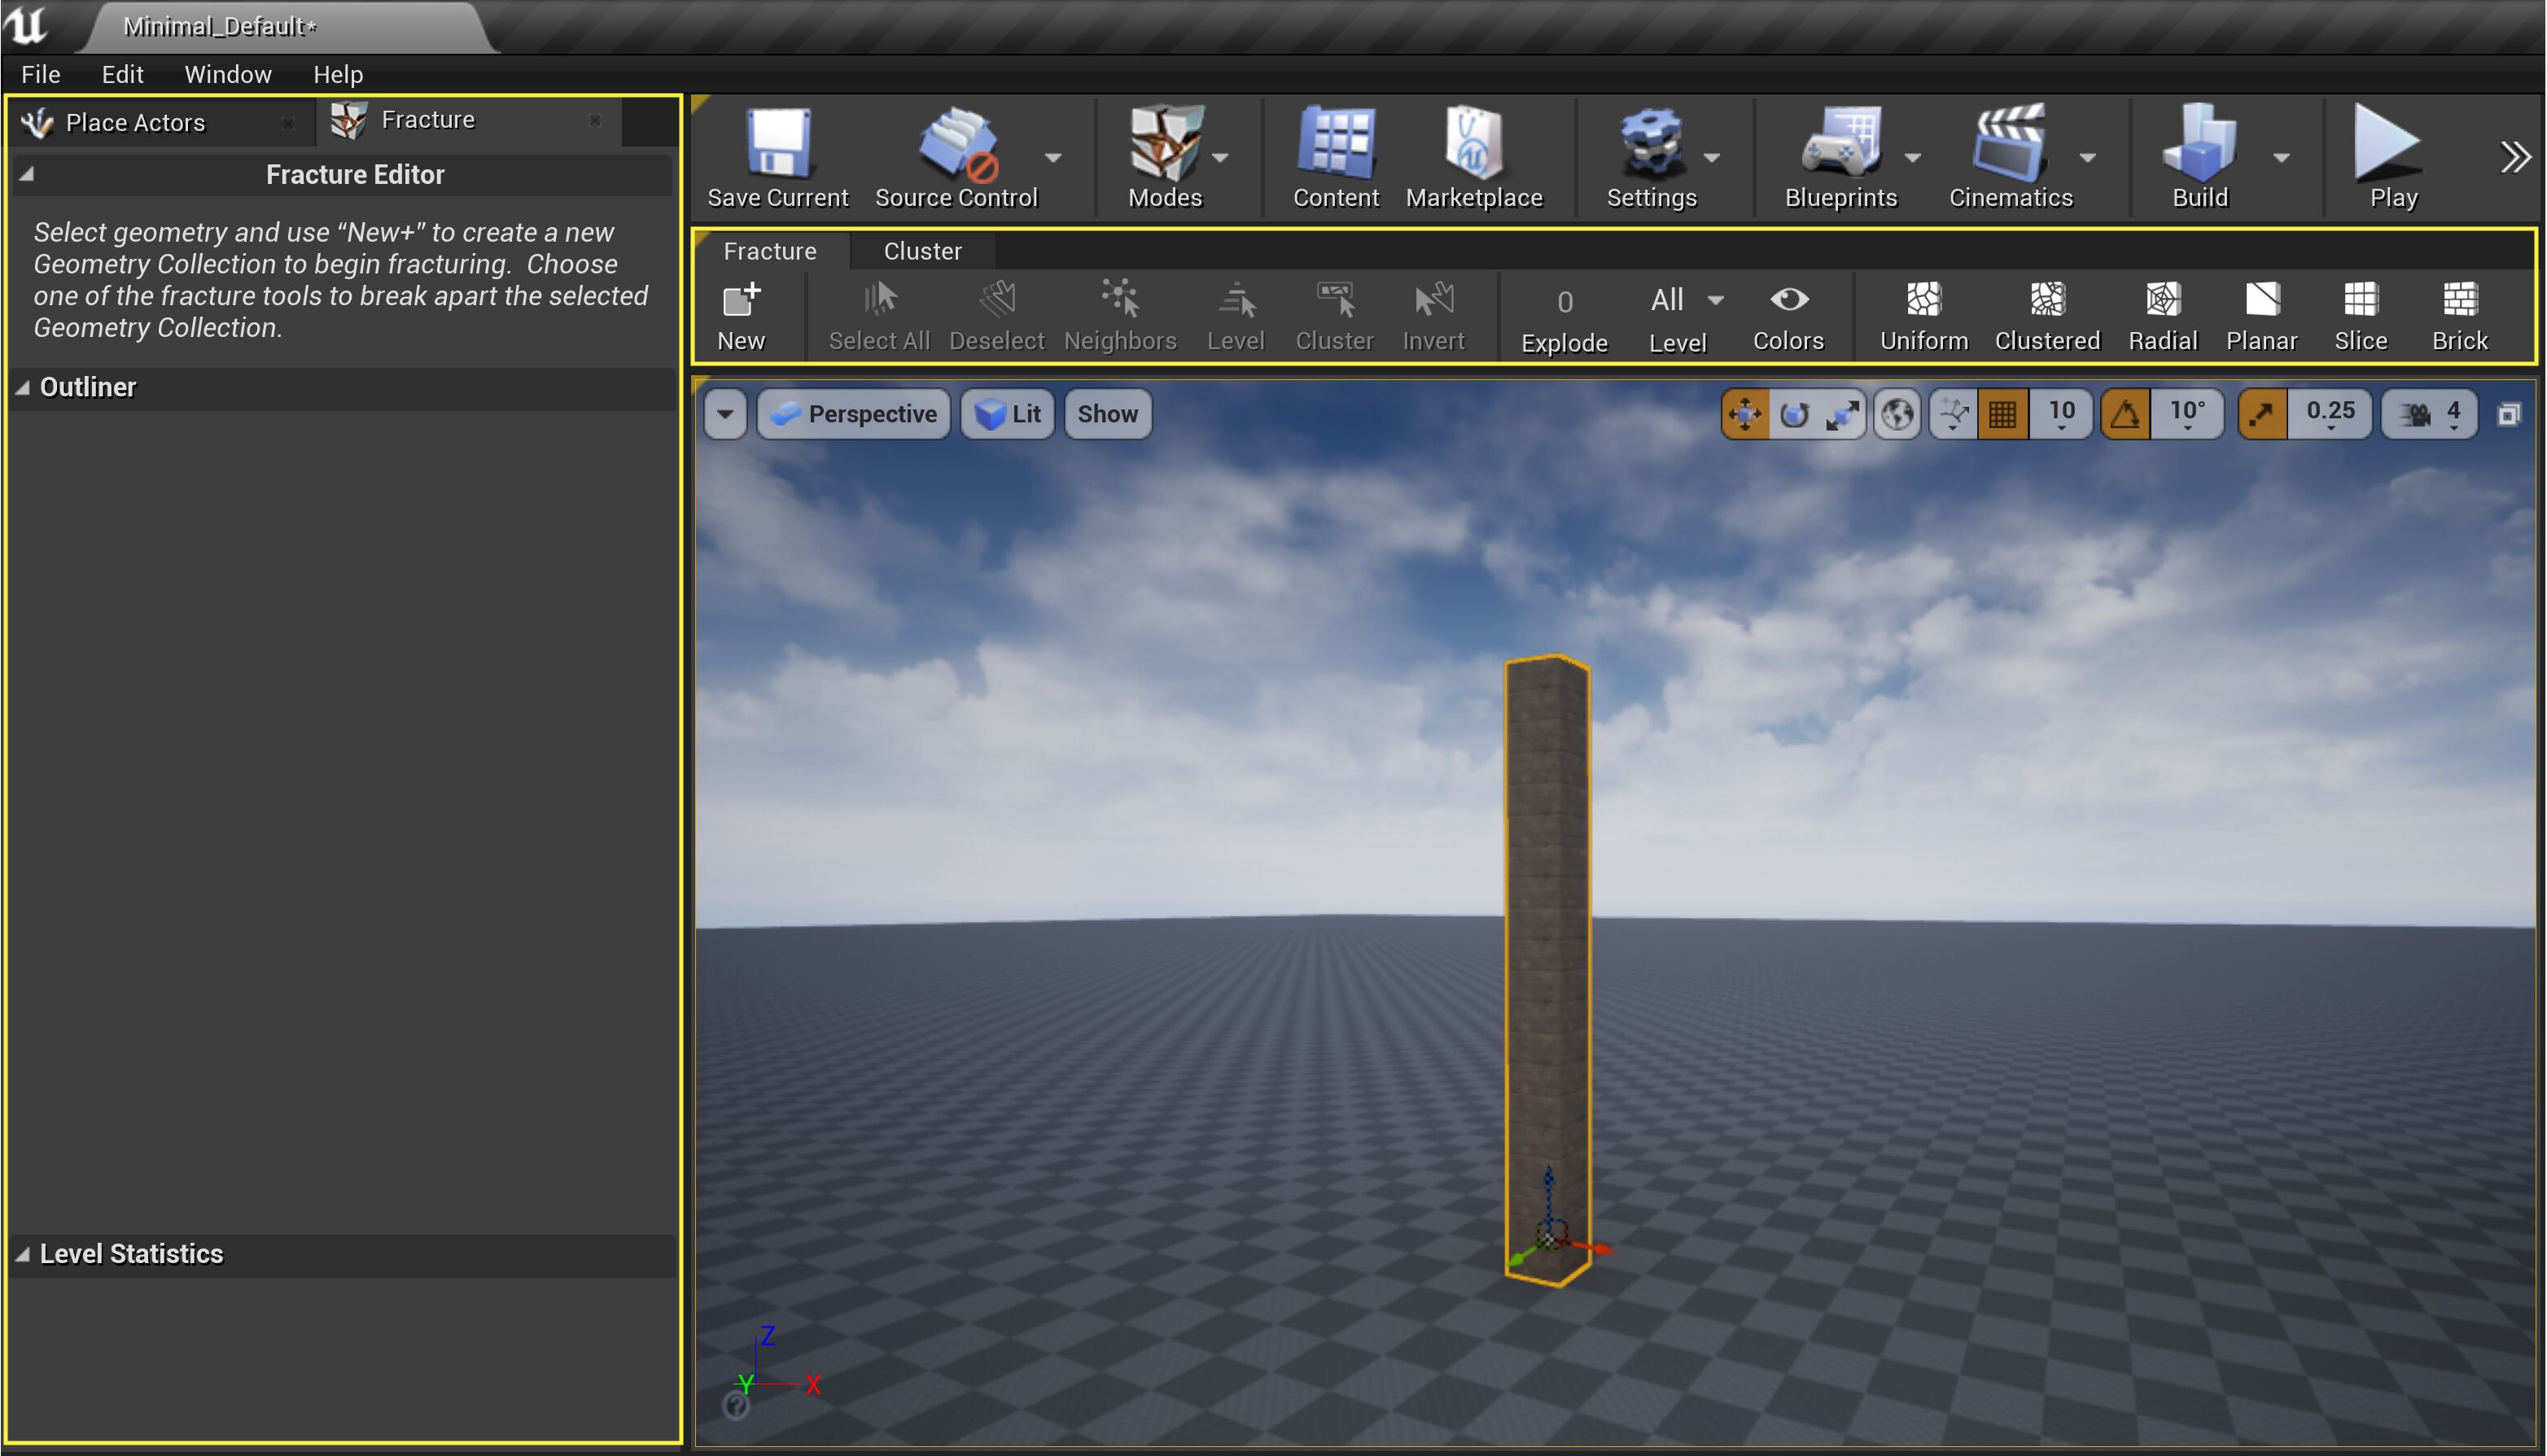 Minimal_Default*
File Edit Window Help
Place Actors Fracture
Fracture Editor
Select geometry and use “New+” to create a new
Geometry Collection to begin fracturing. Choose
one of the fracture tools to break apart the selected
Geometry Collection.
Outliner
Level Statistics
Save Current Source Control Modes Content Marketplace Settings Blueprints Cinematics Build Play
Fracture Cluster
0 All
New Select All Deselect Neighbors Level Cluster Invert Explode Level Colors Uniform Clustered Radial Planar Slice Brick
Perspective Lit Show 10 10° 0.25 4
Z
Y X
?